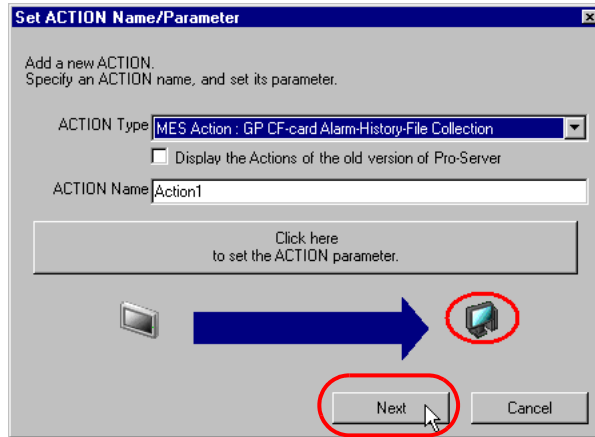 Set ACTION Name/Parameter
Add a new ACTION.
Specify an ACTION name, and set its parameter.
ACTION Type MES Action : GP CF-card Alarm-History-File Collection
Display the Actions of the old version of Pro-Server
ACTION Name Action1
Click here
to set the ACTION parameter.
Next Cancel